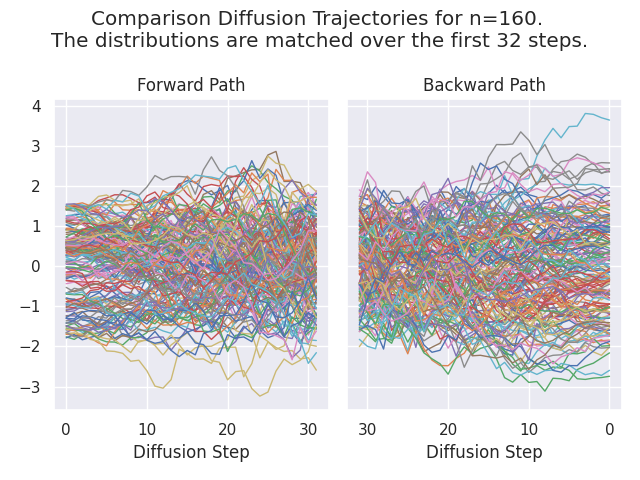 Comparison Diffusion Trajectories for n=160.
The distributions are matched over the first 32 steps.
Forward Path
Backward Path
4
3
2
1
0
−1
−2
−3
0 10 20 30
30 20 10 0
Diffusion Step
Diffusion Step